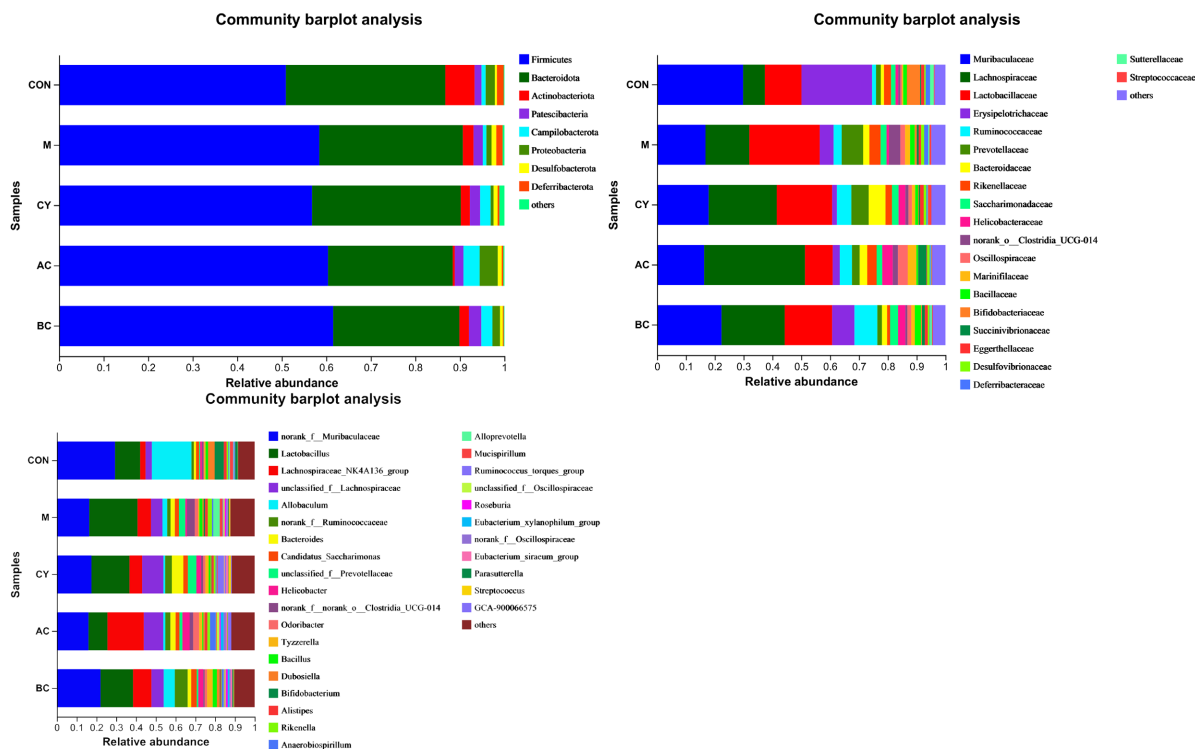 Community barplot analysis
CON
M
CY
AC
BC
Samples
0 0.1 0.2 0.3 0.4 0.5 0.6 0.7 0.8 0.9 1
Relative abundance
Firmicutes
Bacteroidota
Actinobacteriota
Patescibacteria
Campilobacterota
Proteobacteria
Desulfobacterota
Deferribacterota
others
Community barplot analysis
CON
M
CY
AC
BC
Samples
0 0.1 0.2 0.3 0.4 0.5 0.6 0.7 0.8 0.9 1
Relative abundance
Muribaculaceae
Lachnospiraceae
Lactobacillaceae
Erysipelotrichaceae
Ruminococcaceae
Prevotellaceae
Bacteroidaceae
Rikenellaceae
Saccharimonadaceae
Helicobacteraceae
norank_o__Clostridia_UCG-014
Oscillospiraceae
Marinifilaceae
Bacillaceae
Bifidobacteriaceae
Succinivibrionaceae
Eggerthellaceae
Desulfovibrionaceae
Deferribacteraceae
Sutterellaceae
Streptococcaceae
others
Community barplot analysis
CON
M
CY
AC
BC
Samples
0 0.1 0.2 0.3 0.4 0.5 0.6 0.7 0.8 0.9 1
Relative abundance
norank_f__Muribaculaceae
Lactobacillus
Lachnospiraceae_NK4A136_group
unclassified_f__Lachnospiraceae
Allobaculum
norank_f__Ruminococcaceae
Bacteroides
Candidatus_Saccharimonas
unclassified_f__Prevotellaceae
Helicobacter
norank_f__norank_o__Clostridia_UCG-014
Odoribacter
Tyzzerella
Bacillus
Dubosiella
Bifidobacterium
Alistipes
Rikenella
Anaerobiospirillum
Alloprevotella
Mucispirillum
Ruminococcus_torques_group
unclassified_f__Oscillospiraceae
Roseburia
Eubacterium_xylanophilum_group
norank_f__Oscillospiraceae
Eubacterium_siraeum_group
Parasutterella
Streptococcus
GCA-900066575
others